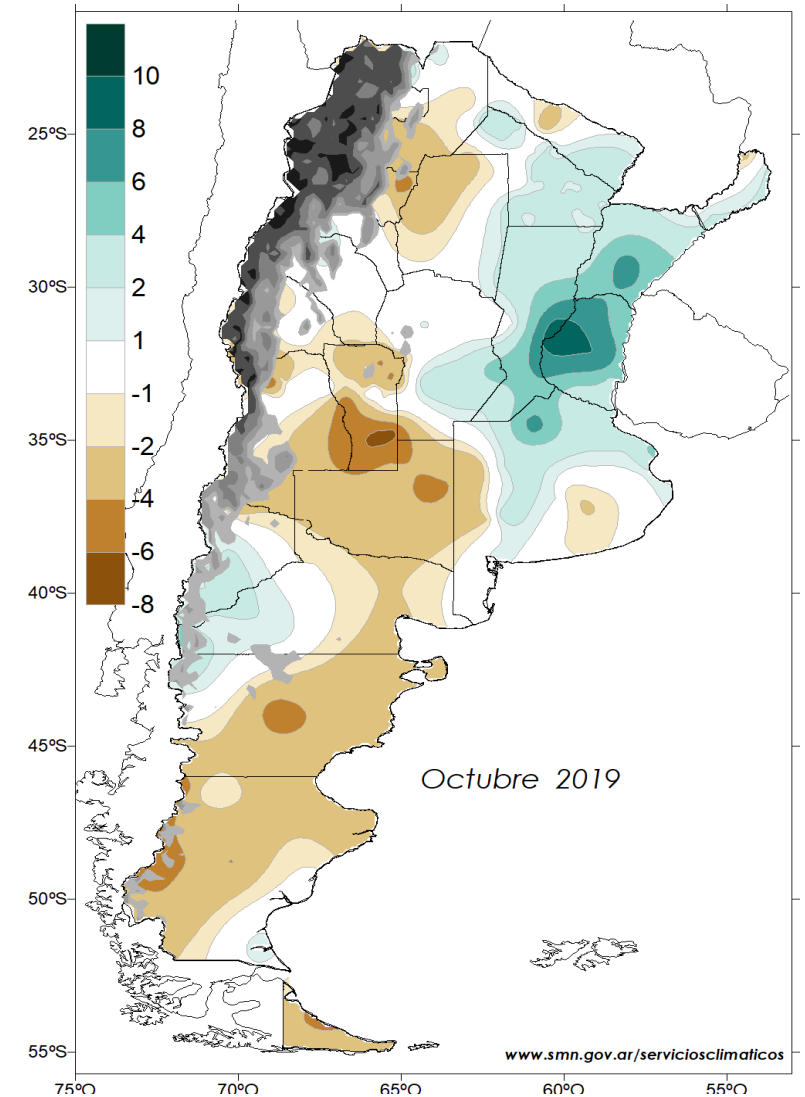 10
8
6
4
2
1
-1
-2
-4
-6
-8
25ºS
30ºS
35ºS
40ºS
45ºS
50ºS
55ºS
Octubre 2019
www.smn.gov.ar/serviciosclimaticos
75ºO
70ºO
65ºO
60ºO
55ºO